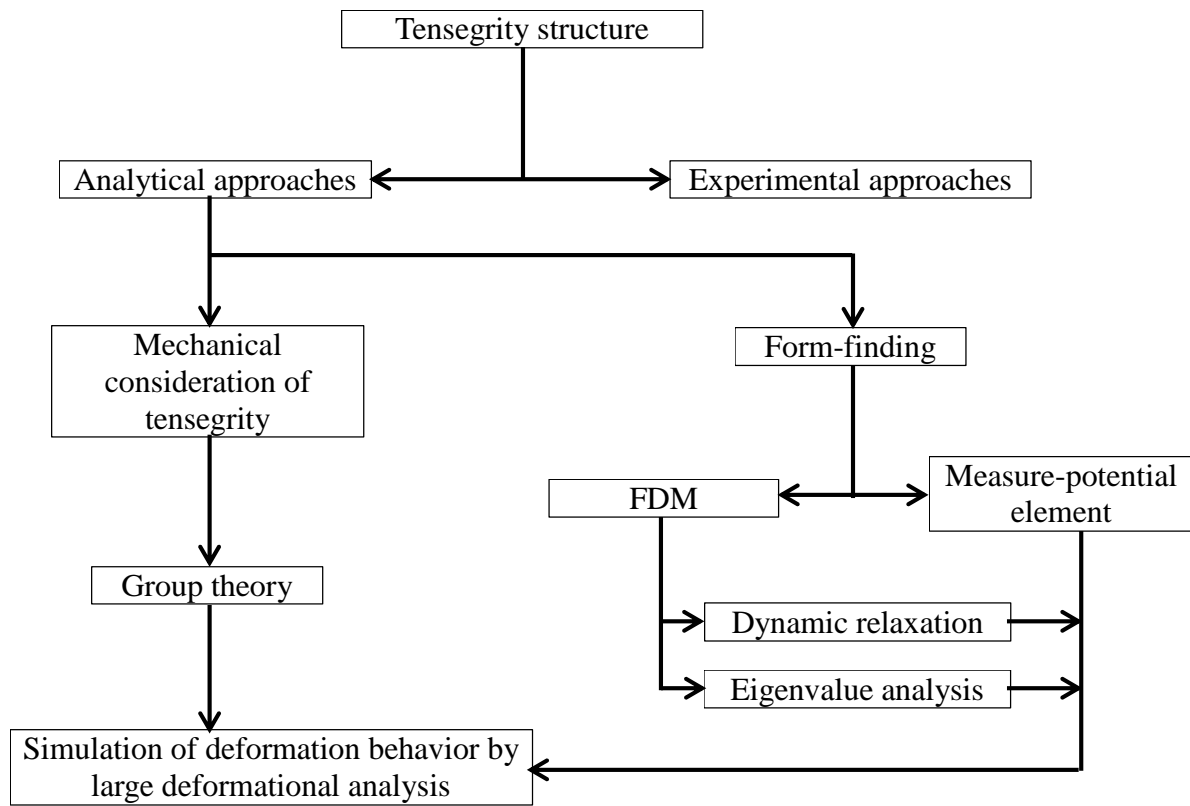 Tensegrity structure
Analytical approaches
Experimental approaches
Mechanical
consideration of
tensegrity
Form-finding
FDM
Measure-potential
element
Group theory
Dynamic relaxation
Eigenvalue analysis
Simulation of deformation behavior by
large deformational analysis